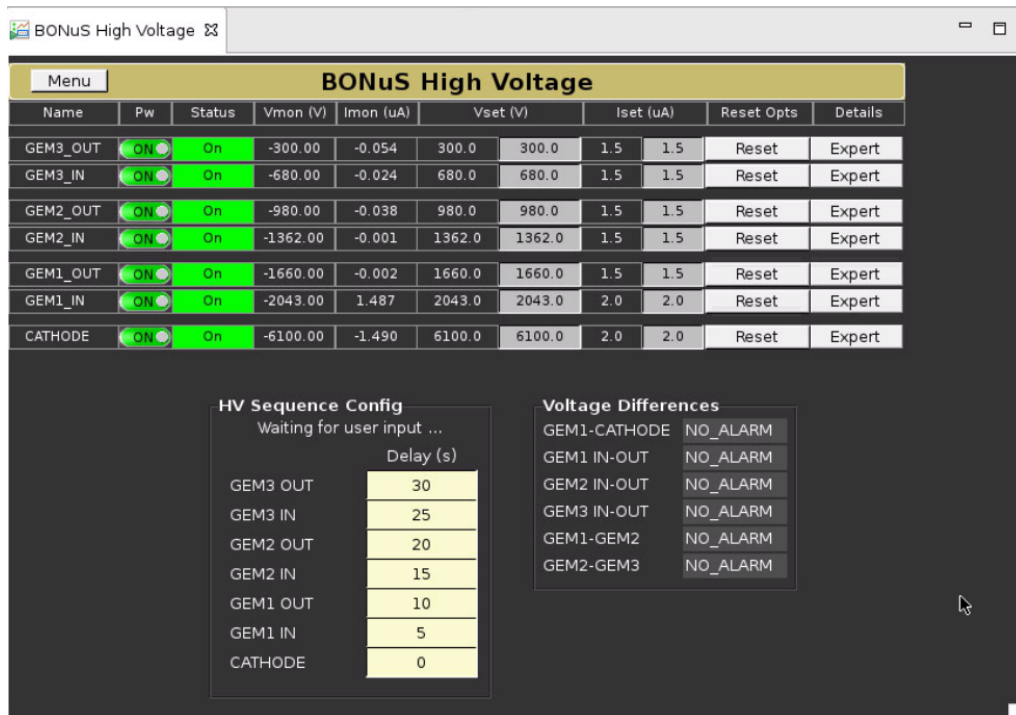 BONuS High Voltage
Menu BONuS High Voltage
Name Pw Status Vmon (V) Imon (uA) Vset (V) Iset (uA) Reset Opts Details
GEM3_OUT ON On -300.00 -0.054 300.0 300.0 1.5 1.5 Reset Expert
GEM3_IN ON On -680.00 -0.024 680.0 680.0 1.5 1.5 Reset Expert
GEM2_OUT ON On -980.00 -0.038 980.0 980.0 1.5 1.5 Reset Expert
GEM2_IN ON On -1362.00 -0.001 1362.0 1362.0 1.5 1.5 Reset Expert
GEM1_OUT ON On -1660.00 -0.002 1660.0 1660.0 1.5 1.5 Reset Expert
GEM1_IN ON On -2043.00 1.487 2043.0 2043.0 2.0 2.0 Reset Expert
CATHODE ON On -6100.00 -1.490 6100.0 6100.0 2.0 2.0 Reset Expert
HV Sequence Config
Waiting for user input ...
Delay (s)
GEM3 OUT 30
GEM3 IN 25
GEM2 OUT 20
GEM2 IN 15
GEM1 OUT 10
GEM1 IN 5
CATHODE 0
Voltage Differences
GEM1-CATHODE NO_ALARM
GEM1 IN-OUT NO_ALARM
GEM2 IN-OUT NO_ALARM
GEM3 IN-OUT NO_ALARM
GEM1-GEM2 NO_ALARM
GEM2-GEM3 NO_ALARM